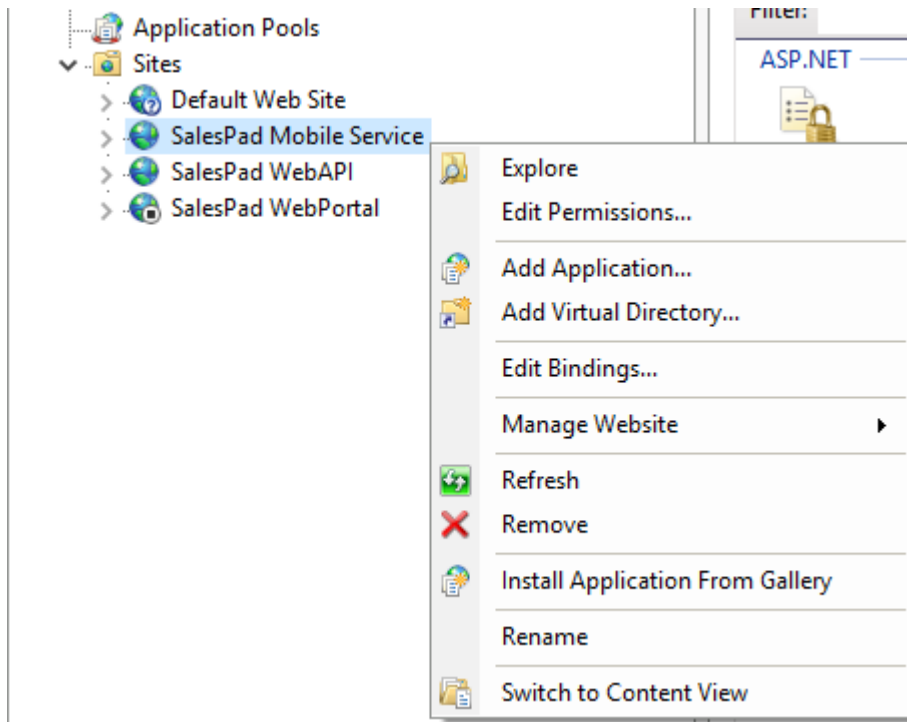 Application Pools
Sites
Default Web Site
SalesPad Mobile Service
SalesPad WebAPI
SalesPad WebPortal
Filter:
ASP.NET
Explore
Edit Permissions...
Add Application...
Add Virtual Directory...
Edit Bindings...
Manage Website
Refresh
Remove
Install Application From Gallery
Rename
Switch to Content View